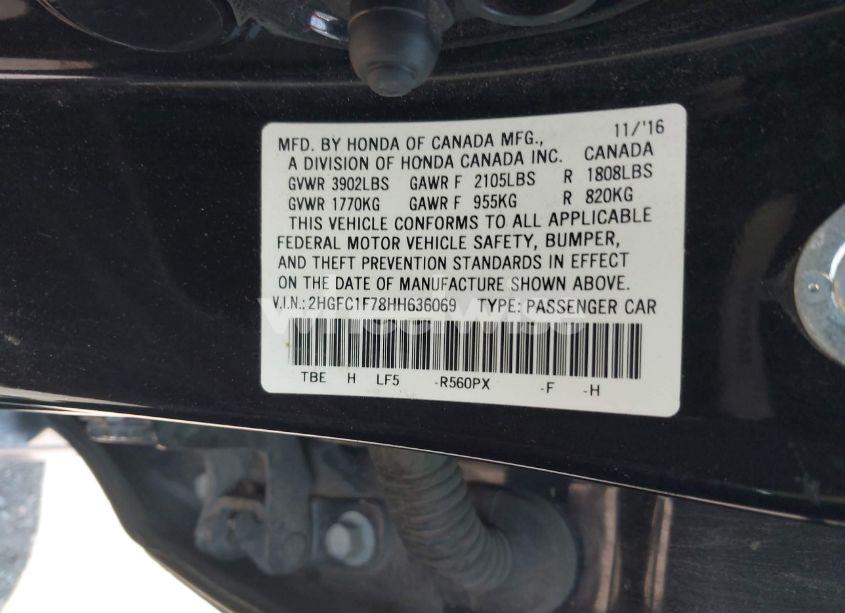 11/'16
MFD. BY HONDA OF CANADA MFG.,
A DIVISION OF HONDA CANADA INC. CANADA
GVWR 3902LBS GAWR F 2105LBS R 1808LBS
GVWR 1770KG GAWR F 955KG R 820KG
THIS VEHICLE CONFORMS TO ALL APPLICABLE
FEDERAL MOTOR VEHICLE SAFETY, BUMPER,
AND THEFT PREVENTION STANDARDS IN EFFECT
ON THE DATE OF MANUFACTURE SHOWN ABOVE.
V.I.N.: 2HGFC1F78HH636069 TYPE: PASSENGER CAR
TBE H LF5 -R560PX -F -H